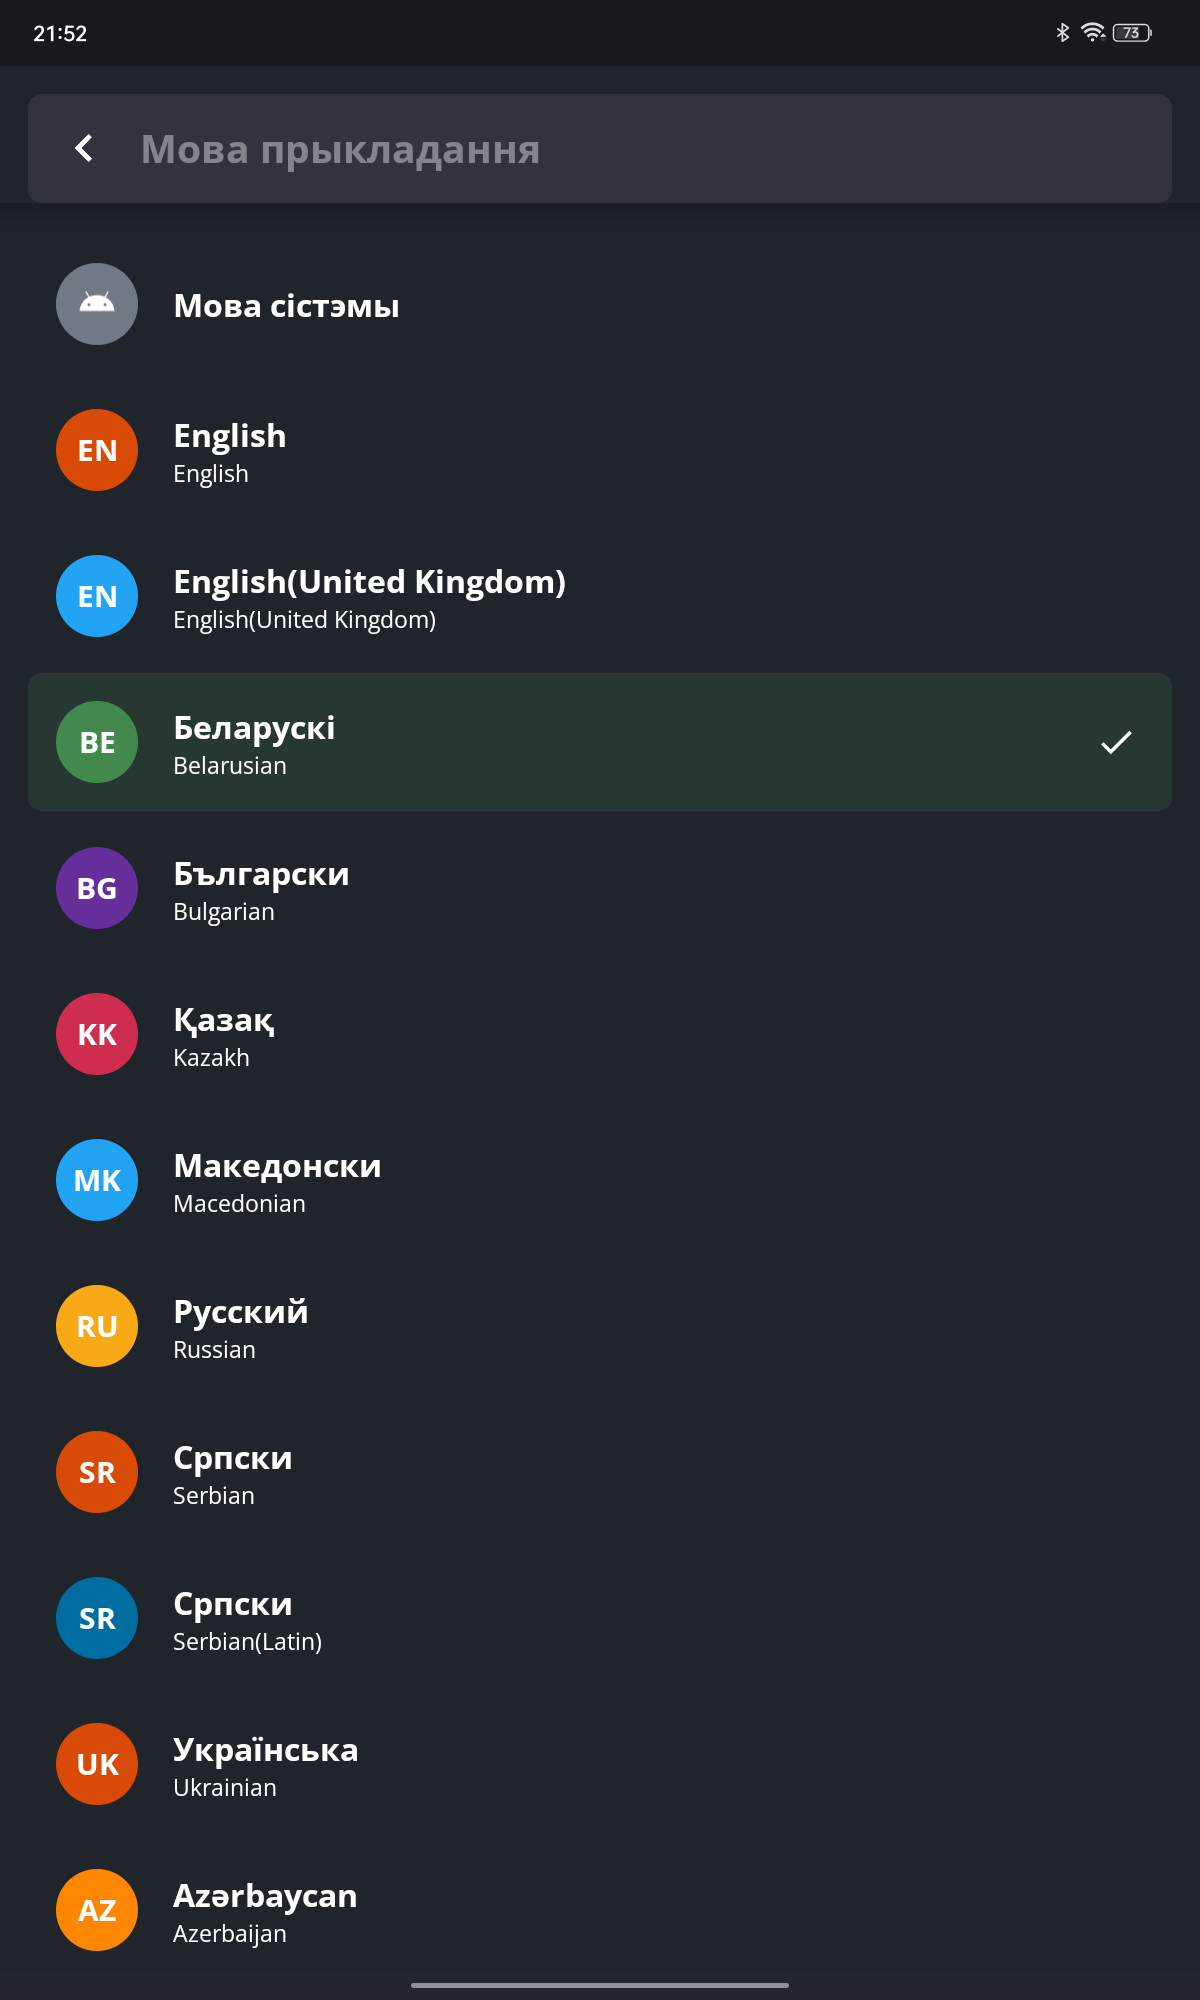 21:52
73
Мова прыкладання
Мова сістэмы
EN
English
English
EN
English(United Kingdom)
English(United Kingdom)
BE
Беларускі
Belarusian
BG
Български
Bulgarian
KK
Қазақ
Kazakh
MK
Македонски
Macedonian
RU
Русский
Russian
SR
Српски
Serbian
SR
Српски
Serbian(Latin)
UK
Українська
Ukrainian
AZ
Azərbaycan
Azerbaijan